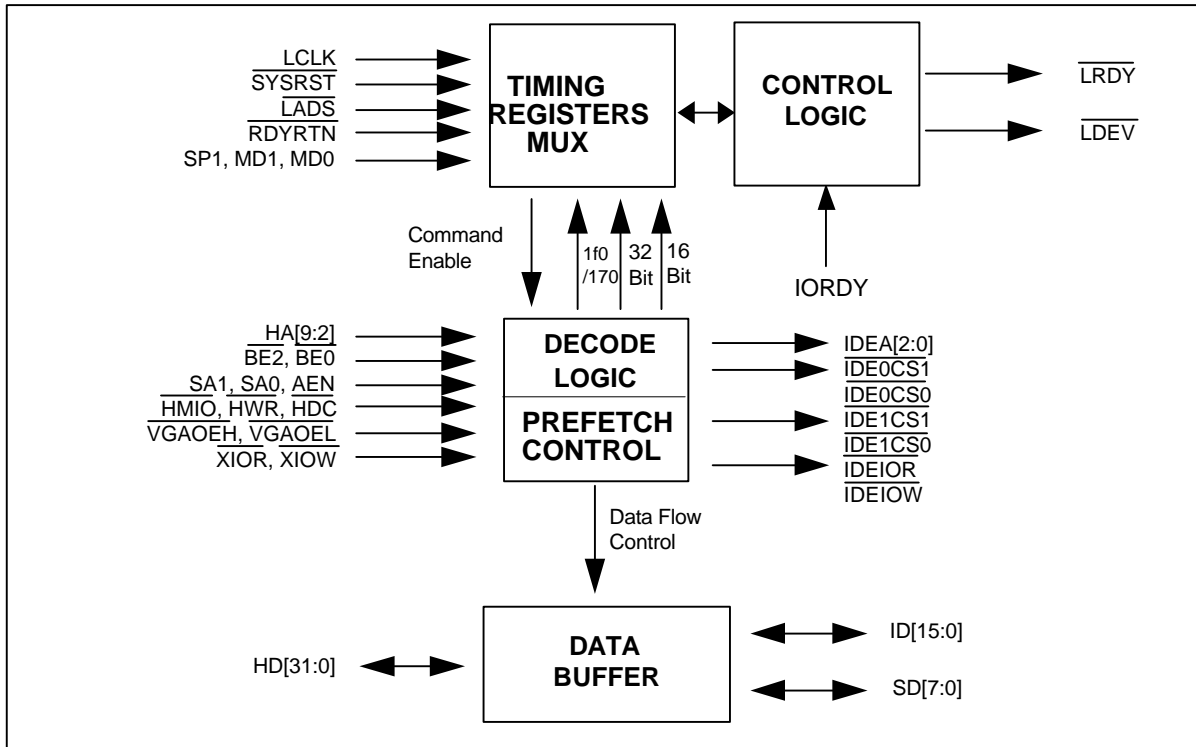 LCLK
SYSRST
LADS
RDYRTN
SP1, MD1, MD0
TIMING
REGISTERS
MUX
CONTROL
LOGIC
LRDY
LDEV
Command
Enable
1f0
/170
32
Bit
16
Bit
IORDY
HA[9:2]
BE2, BE0
SA1, SA0, AEN
HMIO, HWR, HDC
VGAOEH, VGAOEL
XIOR, XIOW
DECODE
LOGIC
PREFETCH
CONTROL
IDEA[2:0]
IDE0CS1
IDE0CS0
IDE1CS1
IDE1CS0
IDEIOR
IDEIOW
Data Flow
Control
HD[31:0]
DATA
BUFFER
ID[15:0]
SD[7:0]